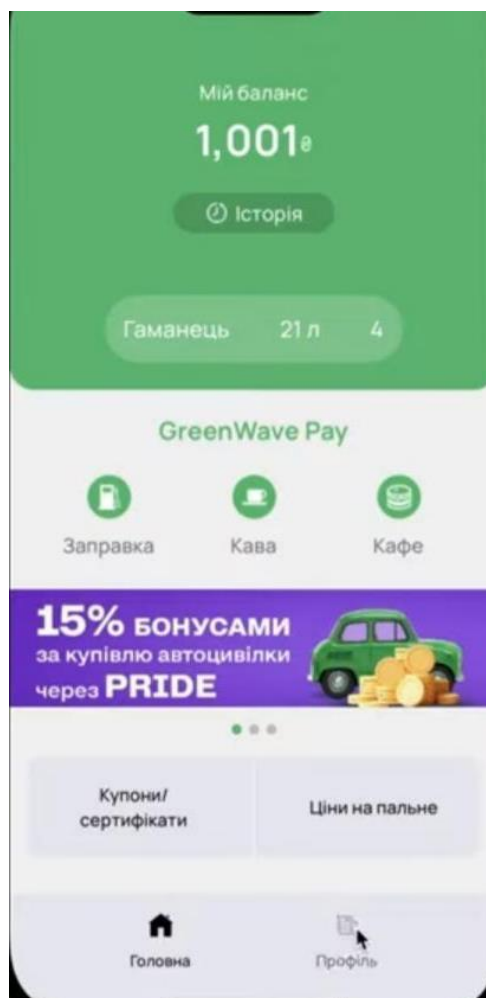 Мій баланс
1,001₴
Історія
Гаманець 21 л 4
GreenWave Pay
Заправка Кава Кафе
15% БОНУСАМИ
за купівлю автоцивілки
через PRIDE
Купони/
сертифікати
Ціни на пальне
Головна Профіль